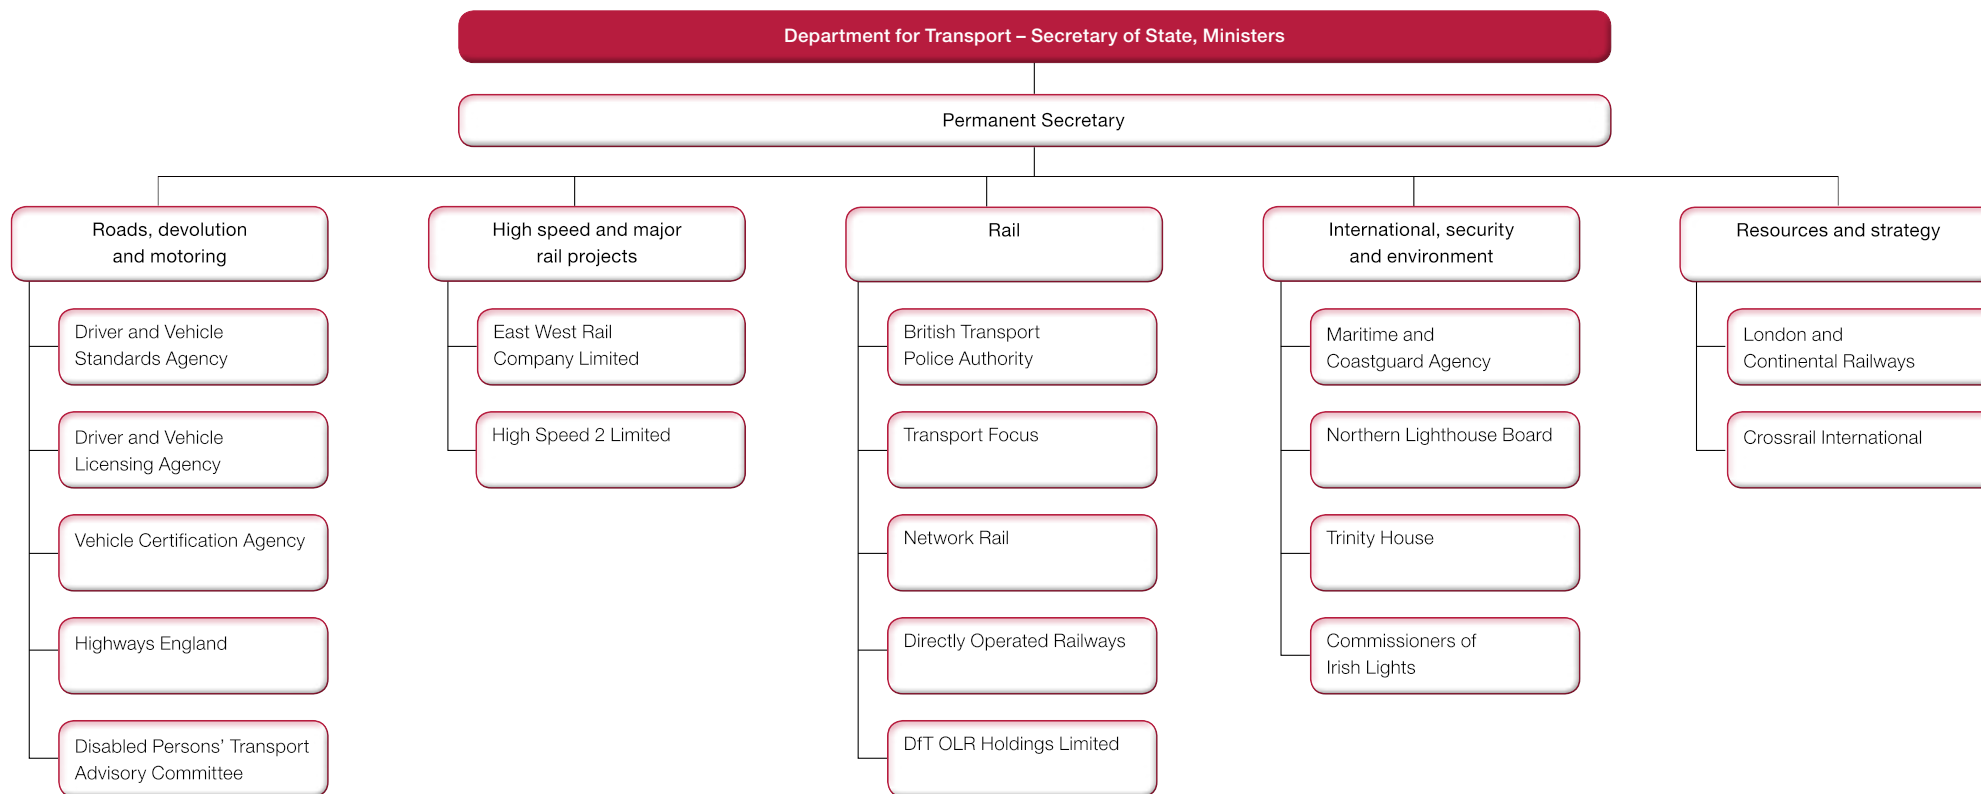 Department for Transport – Secretary of State, Ministers
Permanent Secretary
Roads, devolution
and motoring
Driver and Vehicle
Standards Agency
Driver and Vehicle
Licensing Agency
Vehicle Certification Agency
Highways England
Disabled Persons’ Transport
Advisory Committee
High speed and major
rail projects
East West Rail
Company Limited
High Speed 2 Limited
Rail
British Transport
Police Authority
Transport Focus
Network Rail
Directly Operated Railways
DfT OLR Holdings Limited
International, security
and environment
Maritime and
Coastguard Agency
Northern Lighthouse Board
Trinity House
Commissioners of
Irish Lights
Resources and strategy
London and
Continental Railways
Crossrail International